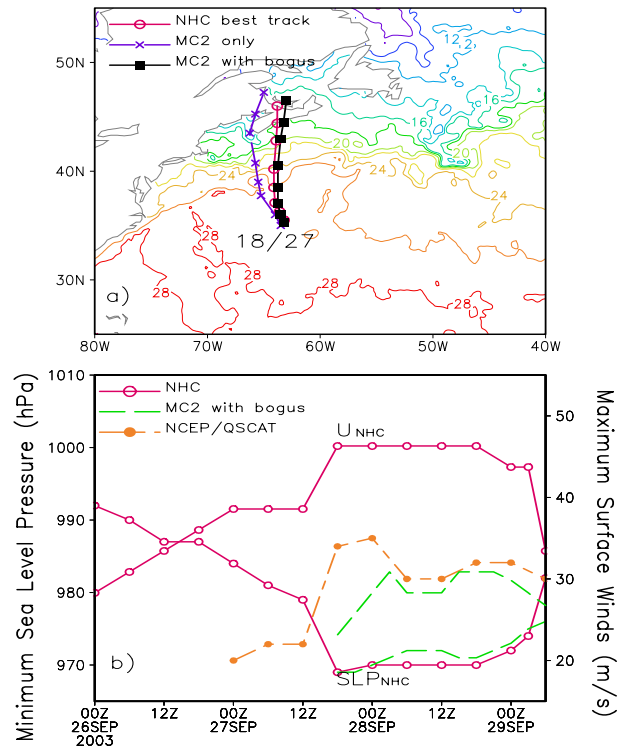 NHC best track
MC2 only
MC2 with bogus
50N
40N
30N
80W
70W
60W
50W
40W
12
16
16
20
20
24
24
24
28
28
28
28
28
18/27
a)
NHC
MC2 with bogus
NCEP/QSCAT
Minimum Sea Level Pressure (hPa)
1010
1000
990
980
970
Maximum Surface Winds (m/s)
50
40
30
20
U NHC
SLP NHC
b)
00Z
26SEP
2003
12Z
00Z
27SEP
12Z
00Z
28SEP
12Z
00Z
29SEP